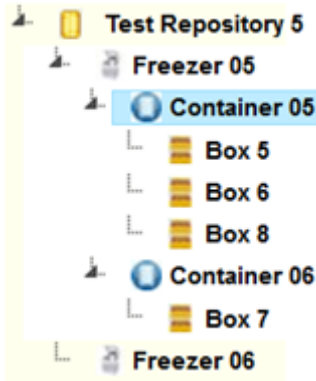 Test Repository 5
Freezer 05
Container 05
Box 5
Box 6
Box 8
Container 06
Box 7
Freezer 06